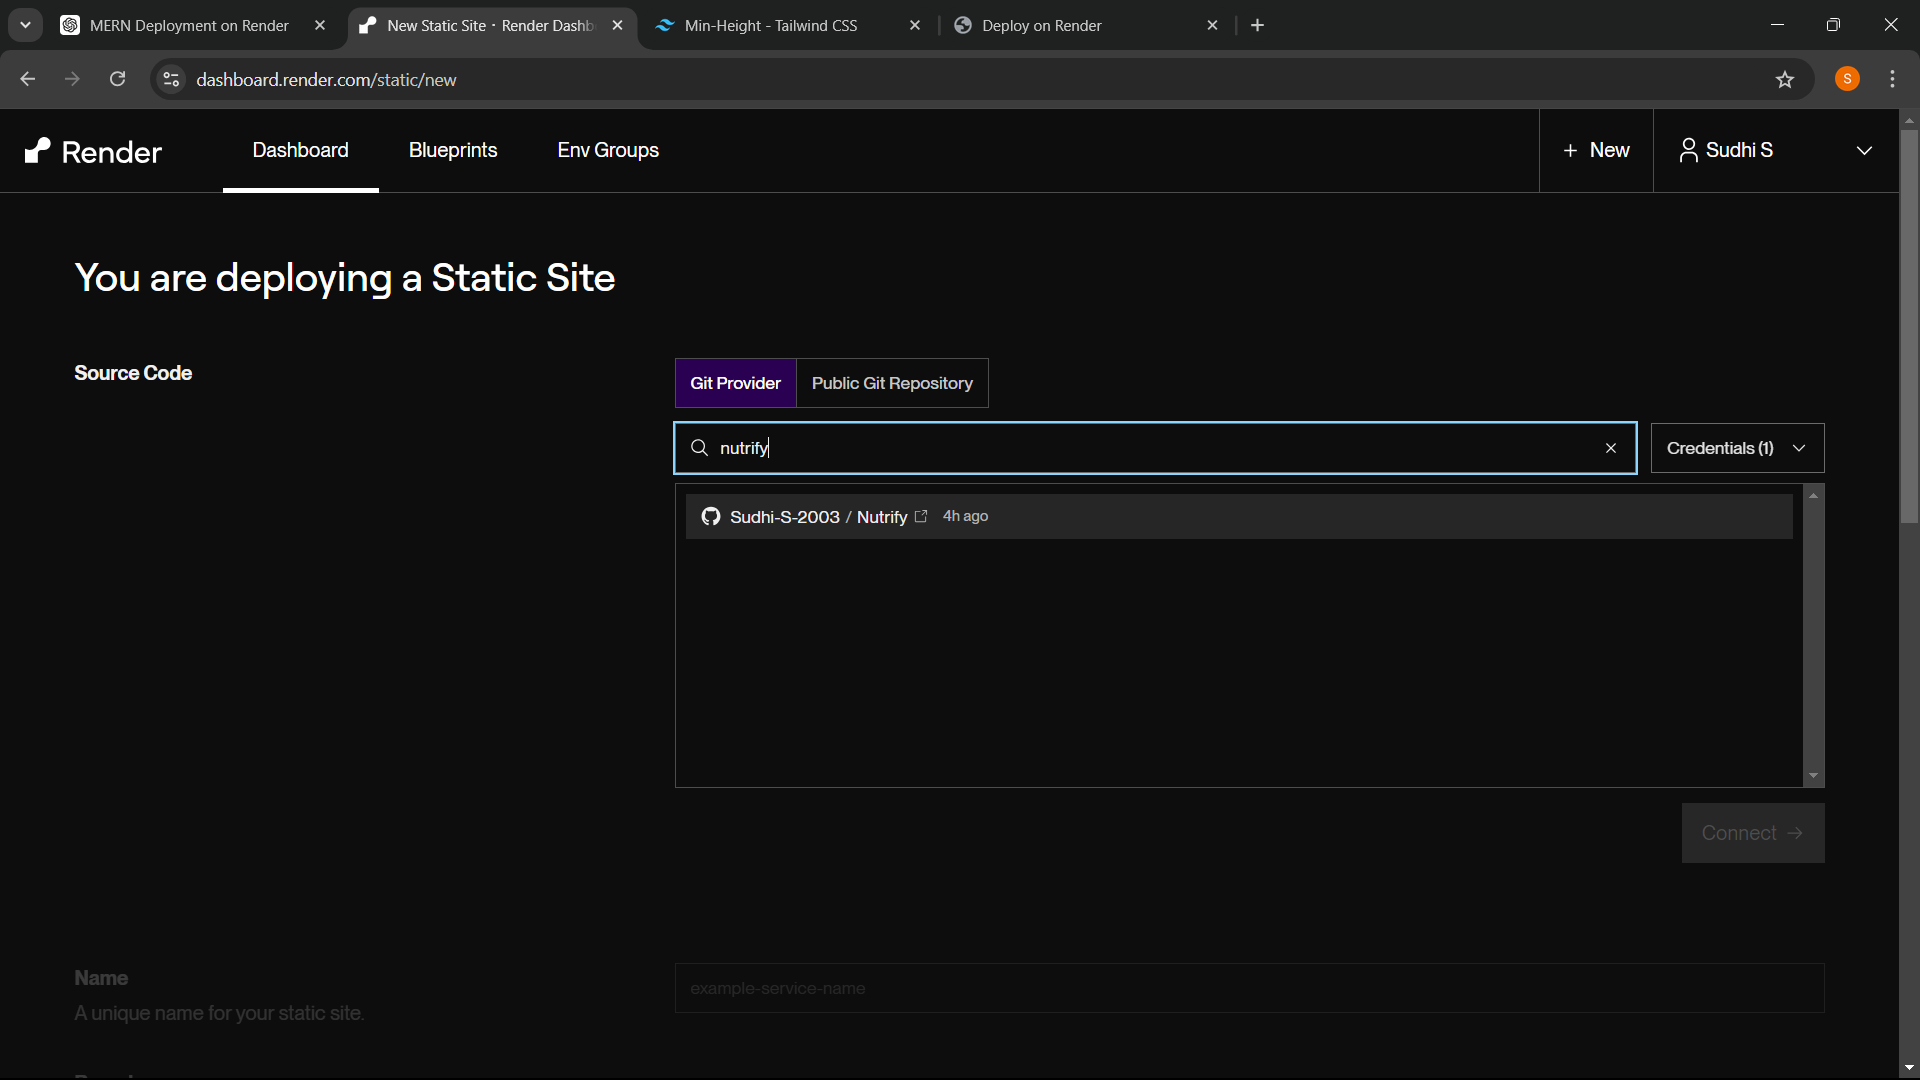 MERN Deployment on Render
New Static Site · Render Dashb
Min-Height - Tailwind CSS
Deploy on Render
dashboard.render.com/static/new
S
Render
Dashboard
Blueprints
Env Groups
+ New
Sudhi S
You are deploying a Static Site
Source Code
Git Provider
Public Git Repository
nutrify
Credentials (1)
Sudhi-S-2003 / Nutrify 4h ago
Connect →
Name
example-service-name
A unique name for your static site.